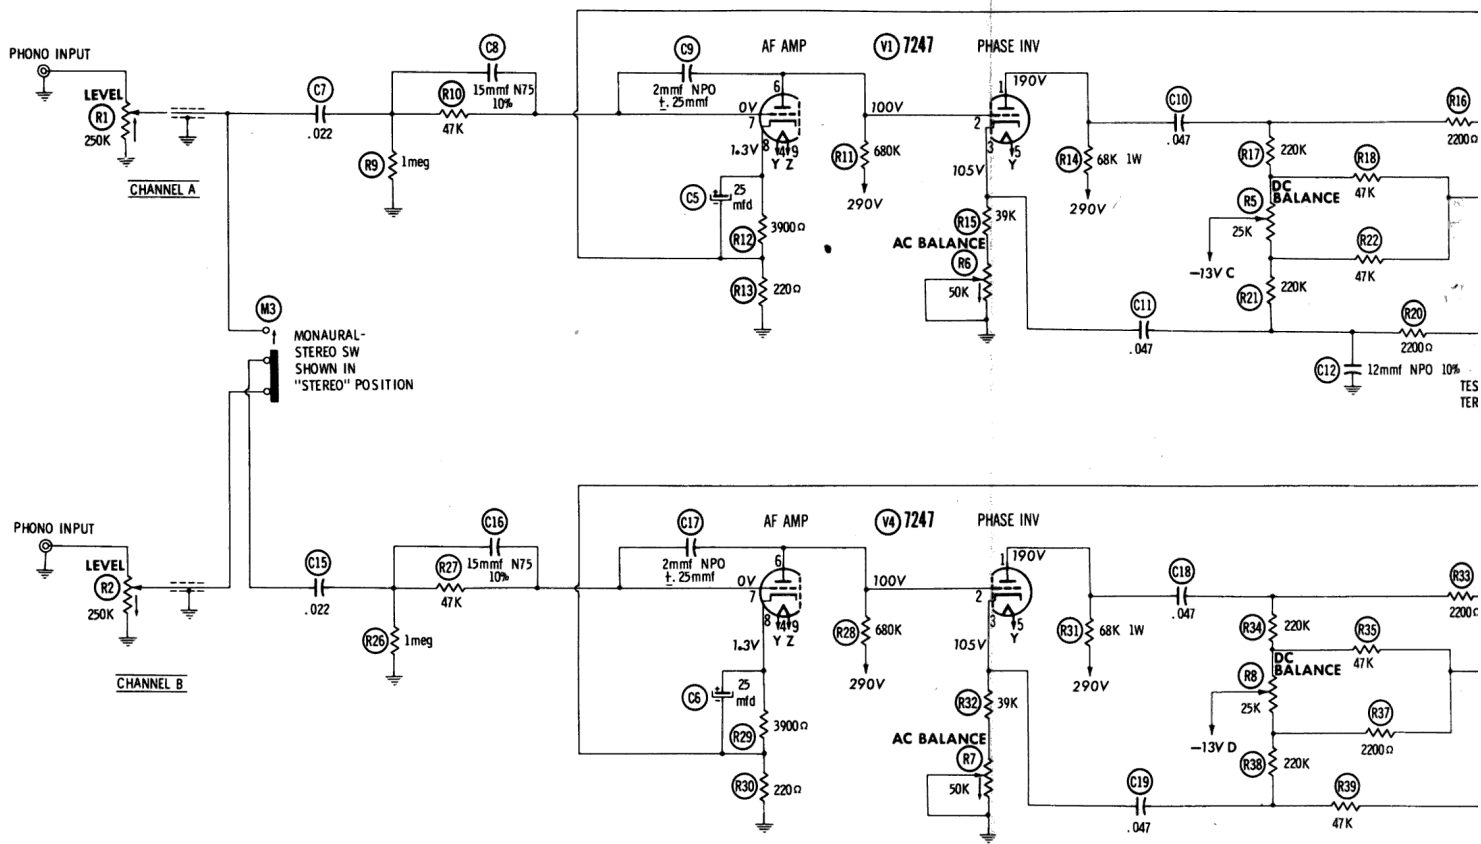 PHONO INPUT
LEVEL
R1
250K
CHANNEL A
C7
.022
R9
1meg
C8
15mmf N75
10%
R10
47K
C9
2mmf NPO
±.25mmf
AF AMP
V1 7247
PHASE INV
6
0V
7
8
4 9
Y Z
1.3V
C5
+
-
25
mfd
R12
3900Ω
R13
220Ω
100V
R11
680K
290V
1
190V
2
3
5
Y
105V
R15
39K
AC BALANCE
R6
50K
R14
68K 1W
290V
C10
.047
C11
.047
R17
220K
DC
BALANCE
R5
25K
-13V C
R21
220K
R18
47K
R22
47K
R16
2200Ω
R20
2200Ω
C12
12mmf NPO 10%
TES
TER
M3
MONAURAL-
STEREO SW
SHOWN IN
"STEREO" POSITION
PHONO INPUT
LEVEL
R2
250K
CHANNEL B
C15
.022
R26
1meg
C16
15mmf N75
10%
R27
47K
C17
2mmf NPO
±.25mmf
AF AMP
V4 7247
PHASE INV
6
0V
7
8
4 9
Y Z
1.3V
C6
+
-
25
mfd
R29
3900Ω
R30
220Ω
100V
R28
680K
290V
1
190V
2
3
5
Y
105V
R32
39K
AC BALANCE
R7
50K
R31
68K 1W
290V
C18
.047
C19
.047
R34
220K
DC
BALANCE
R8
25K
-13V D
R38
220K
R35
47K
R37
2200Ω
R33
2200Ω
R39
47K